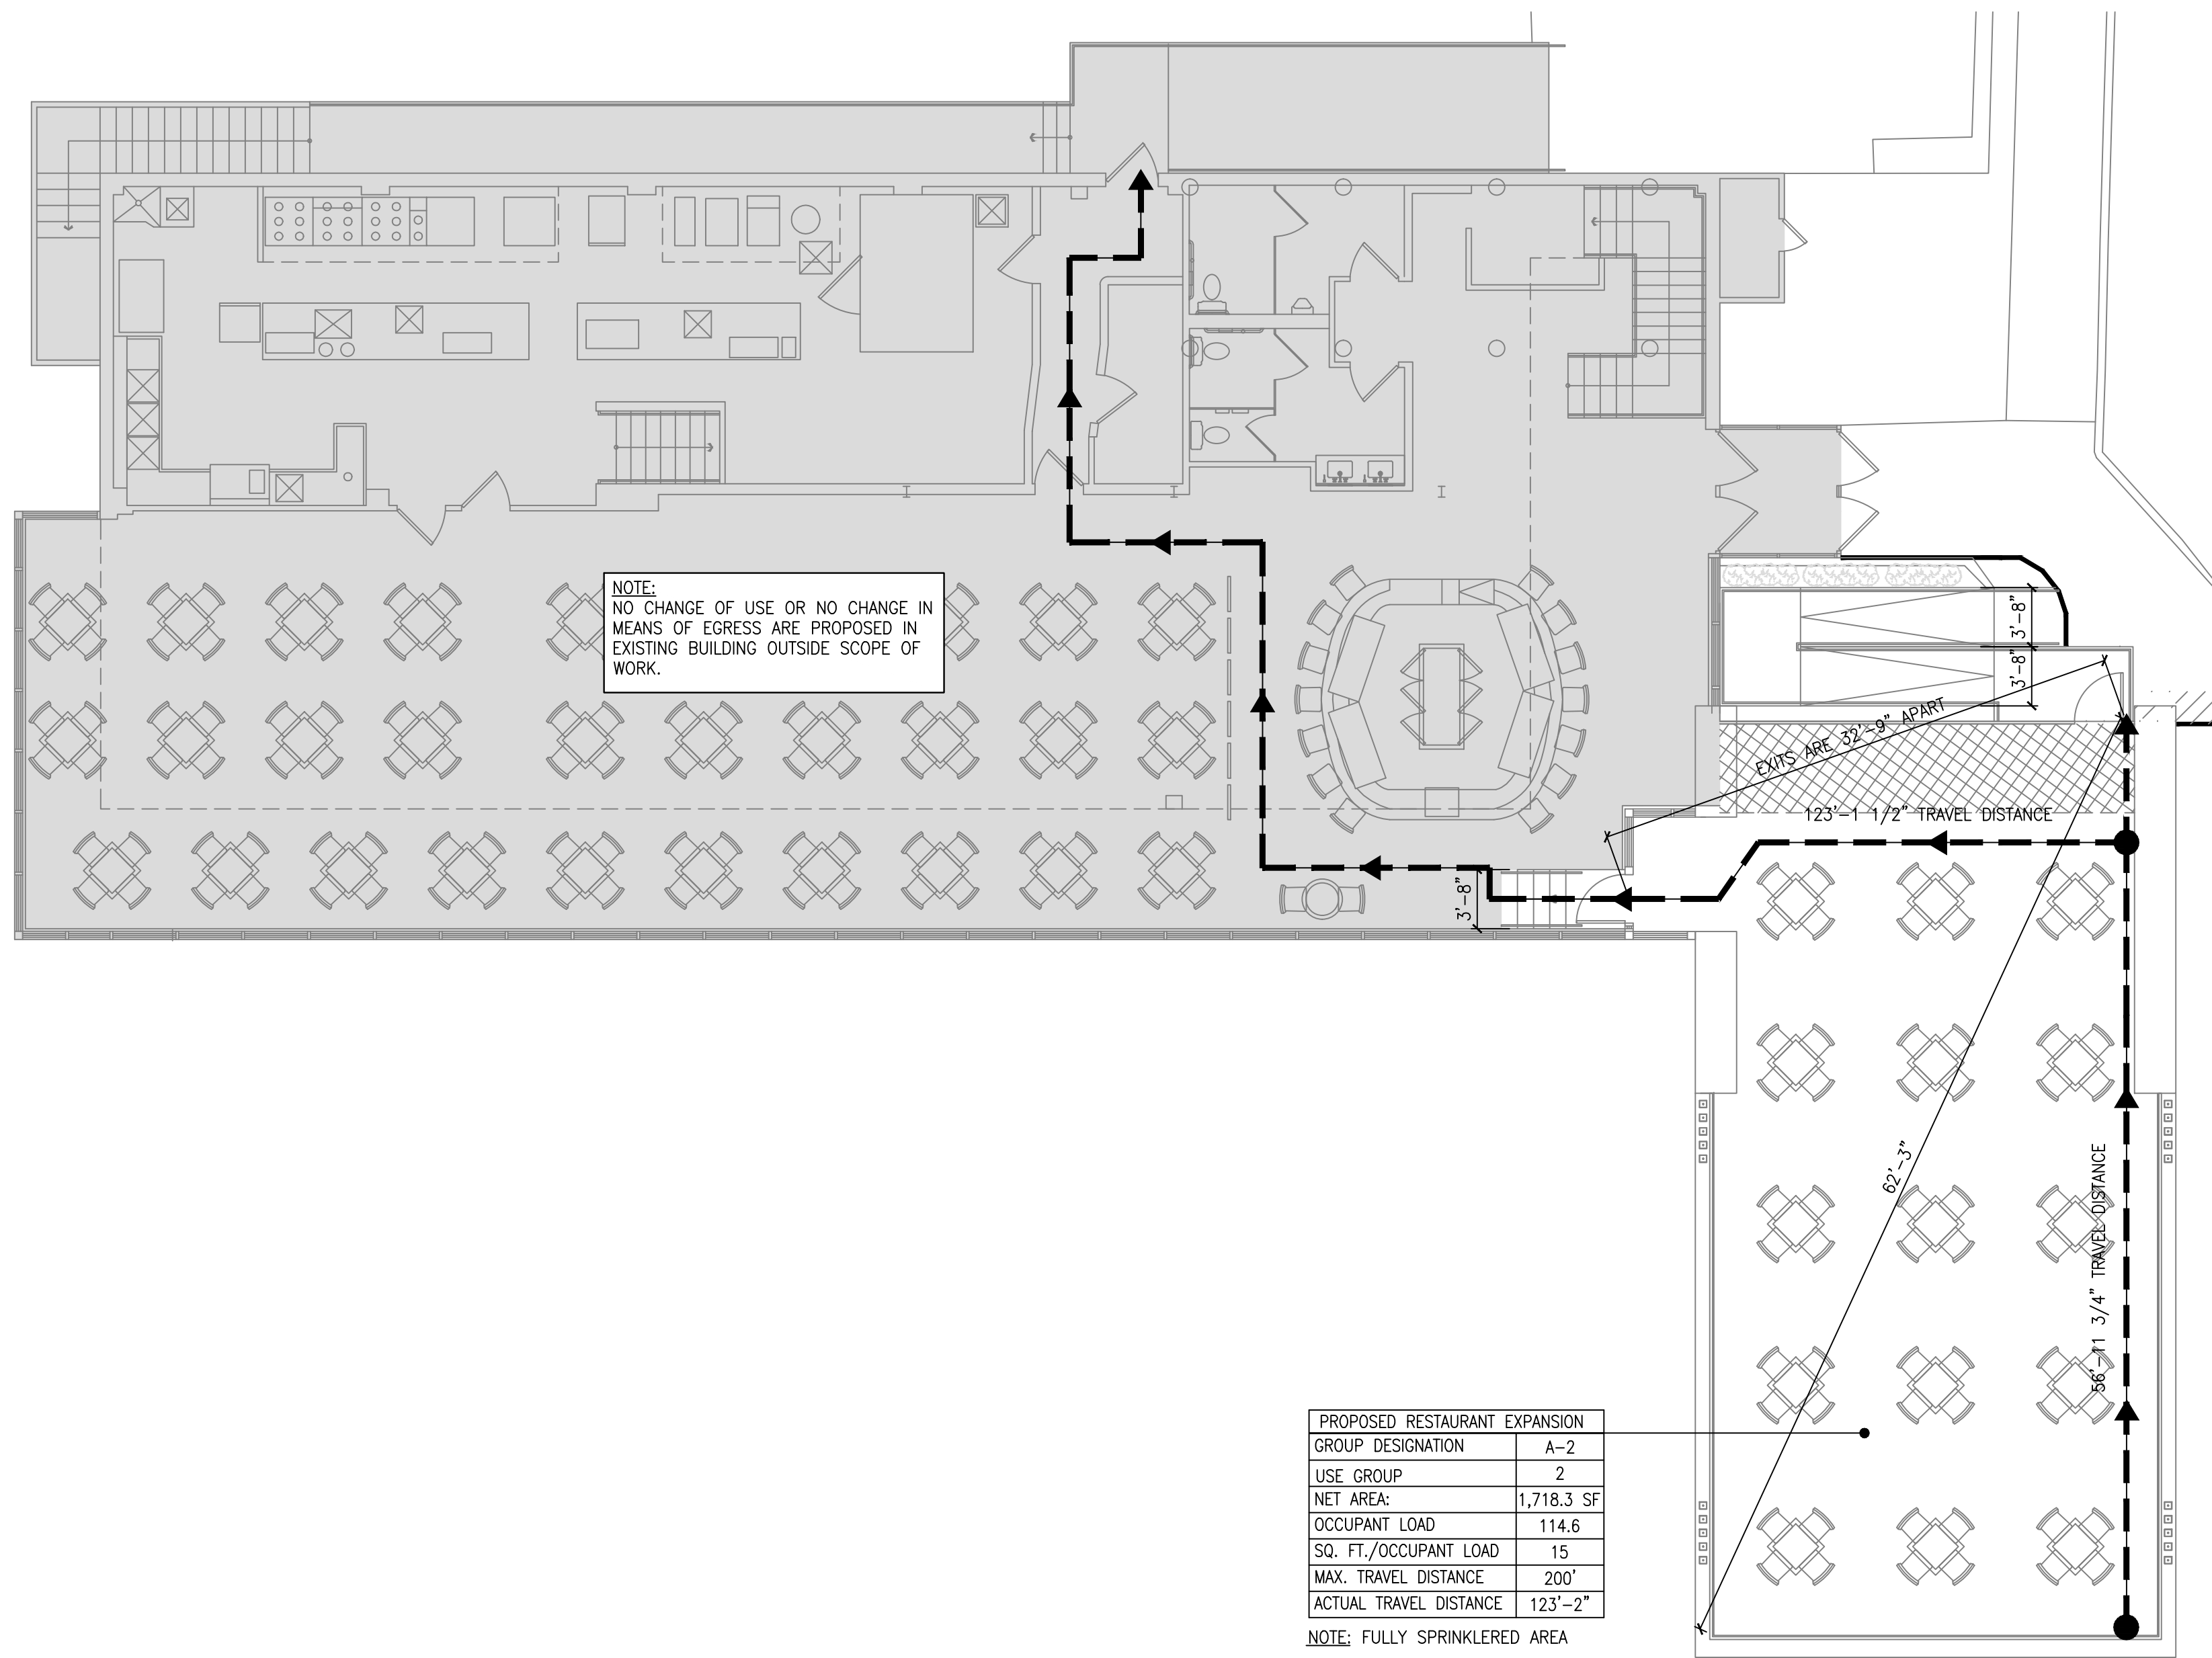 NOTE:
NO CHANGE OF USE OR NO CHANGE IN
MEANS OF EGRESS ARE PROPOSED IN
EXISTING BUILDING OUTSIDE SCOPE OF
WORK.
3'-8"
3'-8"
EXITS ARE 32'-9" APART
123'-1 1/2" TRAVEL DISTANCE
3'-8"
62'-3"
56'-11 3/4" TRAVEL DISTANCE
PROPOSED RESTAURANT EXPANSION
GROUP DESIGNATION A-2
USE GROUP 2
NET AREA: 1,718.3 SF
OCCUPANT LOAD 114.6
SQ. FT./OCCUPANT LOAD 15
MAX. TRAVEL DISTANCE 200'
ACTUAL TRAVEL DISTANCE 123'-2"
NOTE: FULLY SPRINKLERED AREA